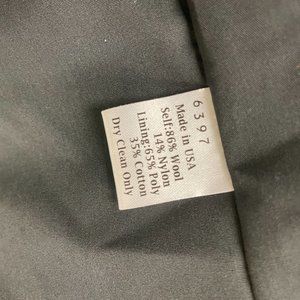 6397
Made in USA
Self:86% Wool
14% Nylon
Lining:65% Poly
35% Cotton
Dry Clean Only